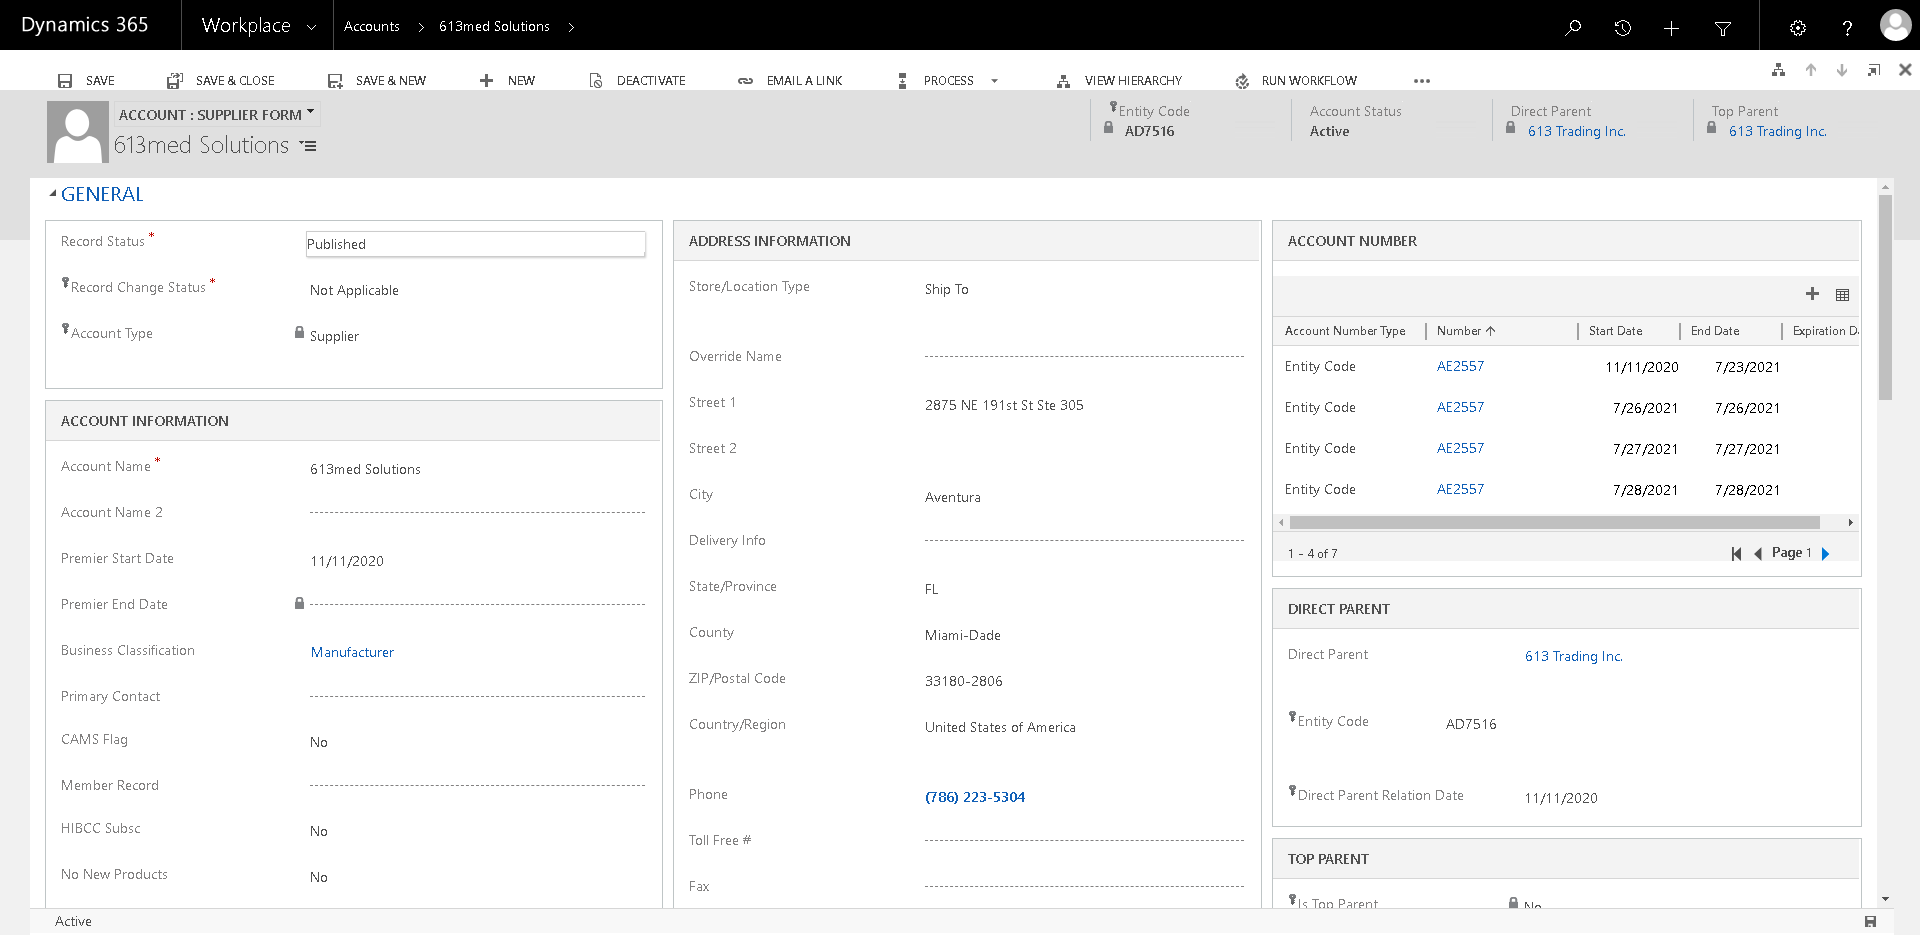 Dynamics 365
Workplace
Accounts
613med Solutions
SAVE
SAVE & CLOSE
SAVE & NEW
NEW
DEACTIVATE
EMAIL A LINK
PROCESS
VIEW HIERARCHY
RUN WORKFLOW
ACCOUNT : SUPPLIER FORM
613med Solutions
Entity Code
AD7516
Account Status
Active
Direct Parent
613 Trading Inc.
Top Parent
613 Trading Inc.
GENERAL
Record Status *
Published
Record Change Status *
Not Applicable
Account Type
Supplier
ACCOUNT INFORMATION
Account Name *
613med Solutions
Account Name 2
Premier Start Date
11/11/2020
Premier End Date
Business Classification
Manufacturer
Primary Contact
CAMS Flag
No
Member Record
HIBCC Subsc
No
No New Products
No
ADDRESS INFORMATION
Store/Location Type
Ship To
Override Name
Street 1
2875 NE 191st St Ste 305
Street 2
City
Aventura
Delivery Info
State/Province
FL
County
Miami-Dade
ZIP/Postal Code
33180-2806
Country/Region
United States of America
Phone
(786) 223-5304
Toll Free #
Fax
ACCOUNT NUMBER
Account Number Type
Number
Start Date
End Date
Expiration D
Entity Code AE2557 11/11/2020 7/23/2021
Entity Code AE2557 7/26/2021 7/26/2021
Entity Code AE2557 7/27/2021 7/27/2021
Entity Code AE2557 7/28/2021 7/28/2021
1 - 4 of 7
Page 1
DIRECT PARENT
Direct Parent
613 Trading Inc.
Entity Code
AD7516
Direct Parent Relation Date
11/11/2020
TOP PARENT
Is Top Parent
No
Active